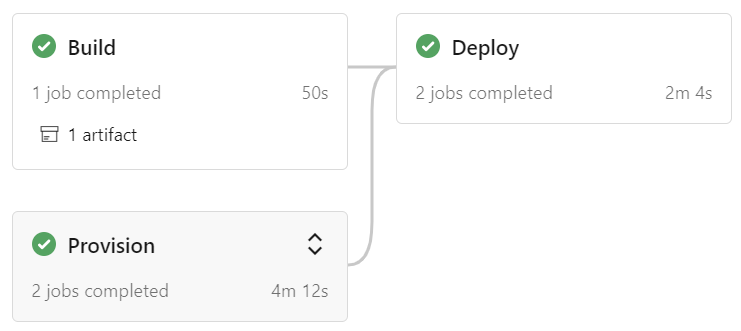 Build
1 job completed 50s
1 artifact
Deploy
2 jobs completed 2m 4s
Provision
2 jobs completed 4m 12s